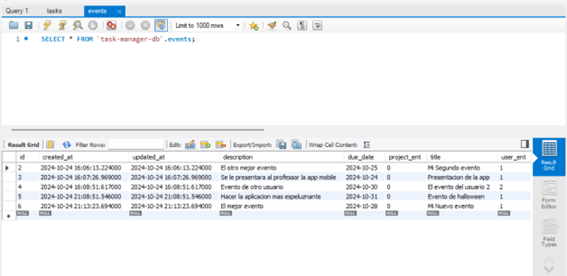 Query 1 tasks events
Limit to 1000 rows
1 SELECT * FROM `task-manager-db`.events;
Result Grid Filter Rows: Edit: Export/Import: Wrap Cell Content:
id created_at updated_at description due_date project_ent title user_ent
2 2024-10-24 16:06:13.224000 2024-10-24 16:06:13.224000 El otro mejor evento 2024-10-25 0 Mi Segundo evento 1
3 2024-10-24 16:07:26.969000 2024-10-24 16:07:26.969000 Se le presentara al professor la app mobile 2024-10-24 0 Presentacion de la app 1
4 2024-10-24 16:08:51.617000 2024-10-24 16:08:51.617000 Evento de otro usuario 2024-10-30 0 El evento del usuario 2 2
5 2024-10-24 21:08:51.546000 2024-10-24 21:08:51.546000 Hacer la aplicacion mas espeluznante 2024-10-31 0 Evento de halloween 1
6 2024-10-24 21:13:23.694000 2024-10-24 21:13:23.694000 El mejor evento 2024-10-28 0 Mi Nuevo evento 1
NULL NULL NULL NULL NULL NULL NULL NULL
Result
Grid
Form
Editor
Field
Types